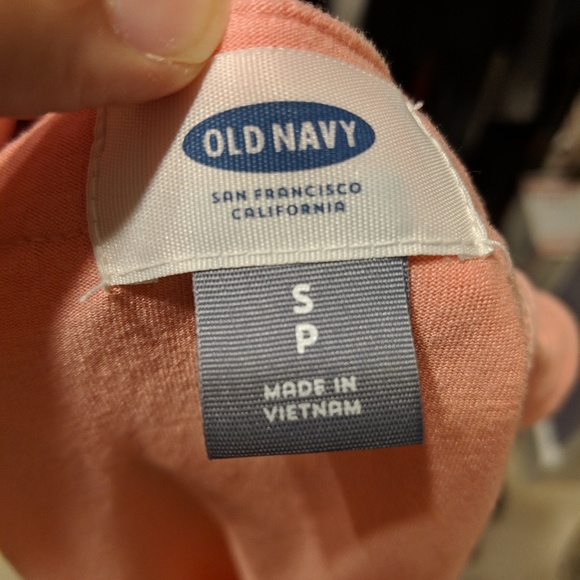 OLD NAVY
SAN FRANCISCO
CALIFORNIA
S
P
MADE IN
VIETNAM